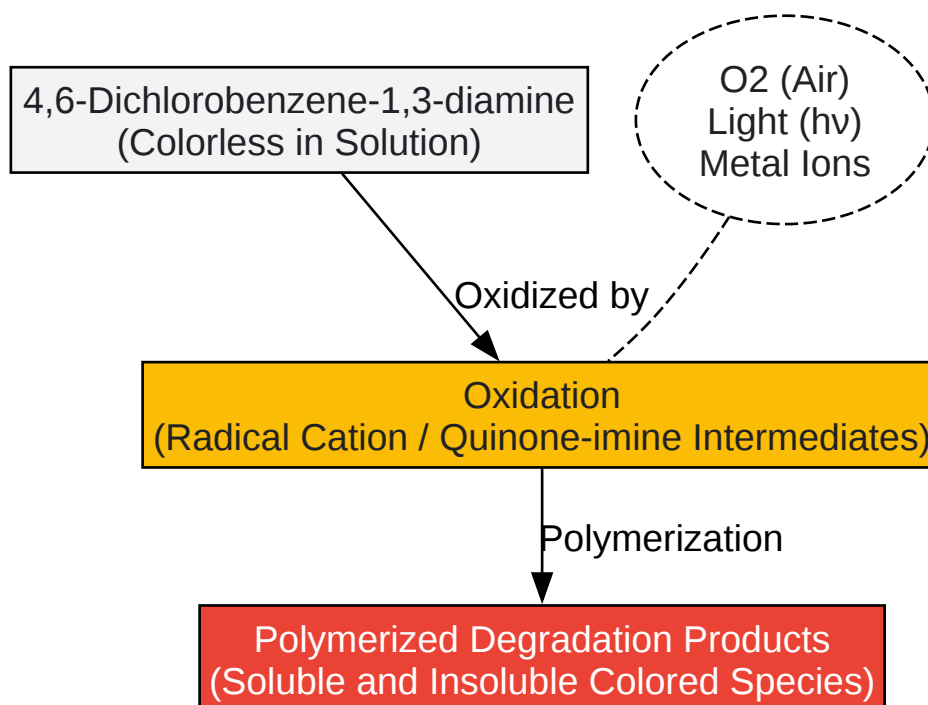 4,6-Dichlorobenzene-1,3-diamine
(Colorless in Solution)
O2 (Air)
Light (hν)
Metal Ions
Oxidized by
Oxidation
(Radical Cation / Quinone-imine Intermediates)
Polymerization
Polymerized Degradation Products
(Soluble and Insoluble Colored Species)